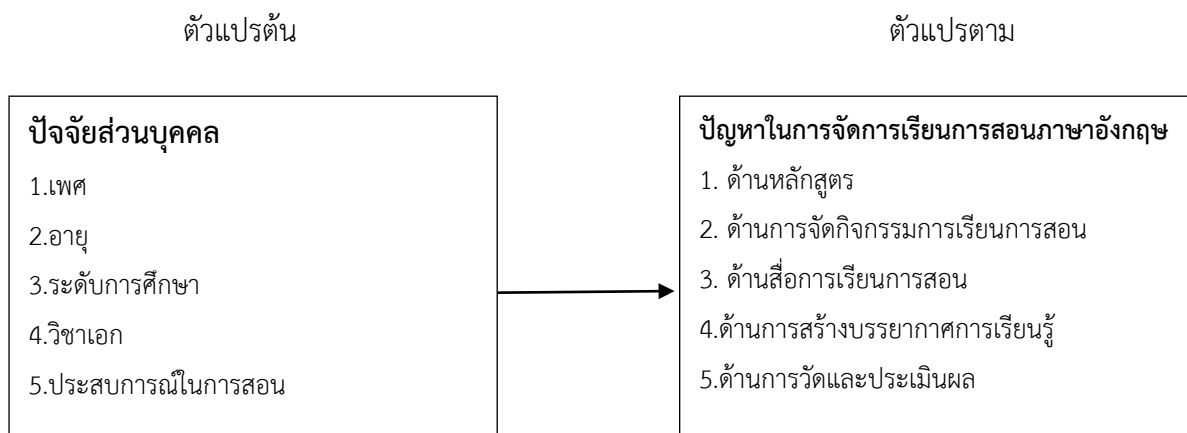 ตัวแปรต้น
ตัวแปรตาม
ปัจจัยส่วนบุคคล
1.เพศ
2.อายุ
3.ระดับการศึกษา
4.วิชาเอก
5.ประสบการณ์ในการสอน
ปัญหาในการจัดการเรียนการสอนภาษาอังกฤษ
1. ด้านหลักสูตร
2. ด้านการจัดกิจกรรมการเรียนการสอน
3. ด้านสื่อการเรียนการสอน
4.ด้านการสร้างบรรยากาศการเรียนรู้
5.ด้านการวัดและประเมินผล